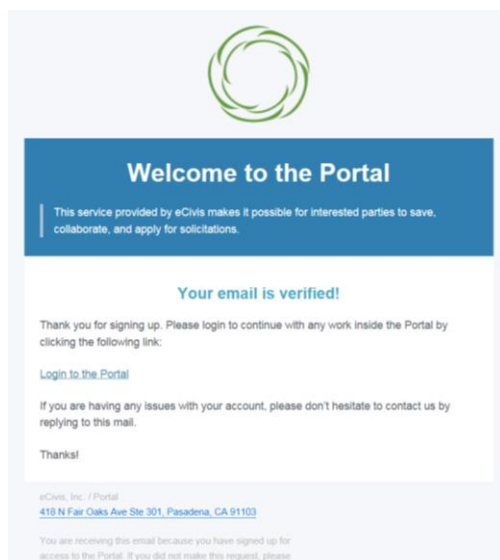 Welcome to the Portal
This service provided by eCivis makes it possible for interested parties to save,
collaborate, and apply for solicitations.
Your email is verified!
Thank you for signing up. Please login to continue with any work inside the Portal by
clicking the following link:
Login to the Portal
If you are having any issues with your account, please don't hesitate to contact us by
replying to this mail.
Thanks!
eCivis, Inc. / Portal
418 N Fair Oaks Ave Ste 301, Pasadena, CA 91103
You are receiving this email because you have signed up for
access to the Portal. If you did not make this request, please